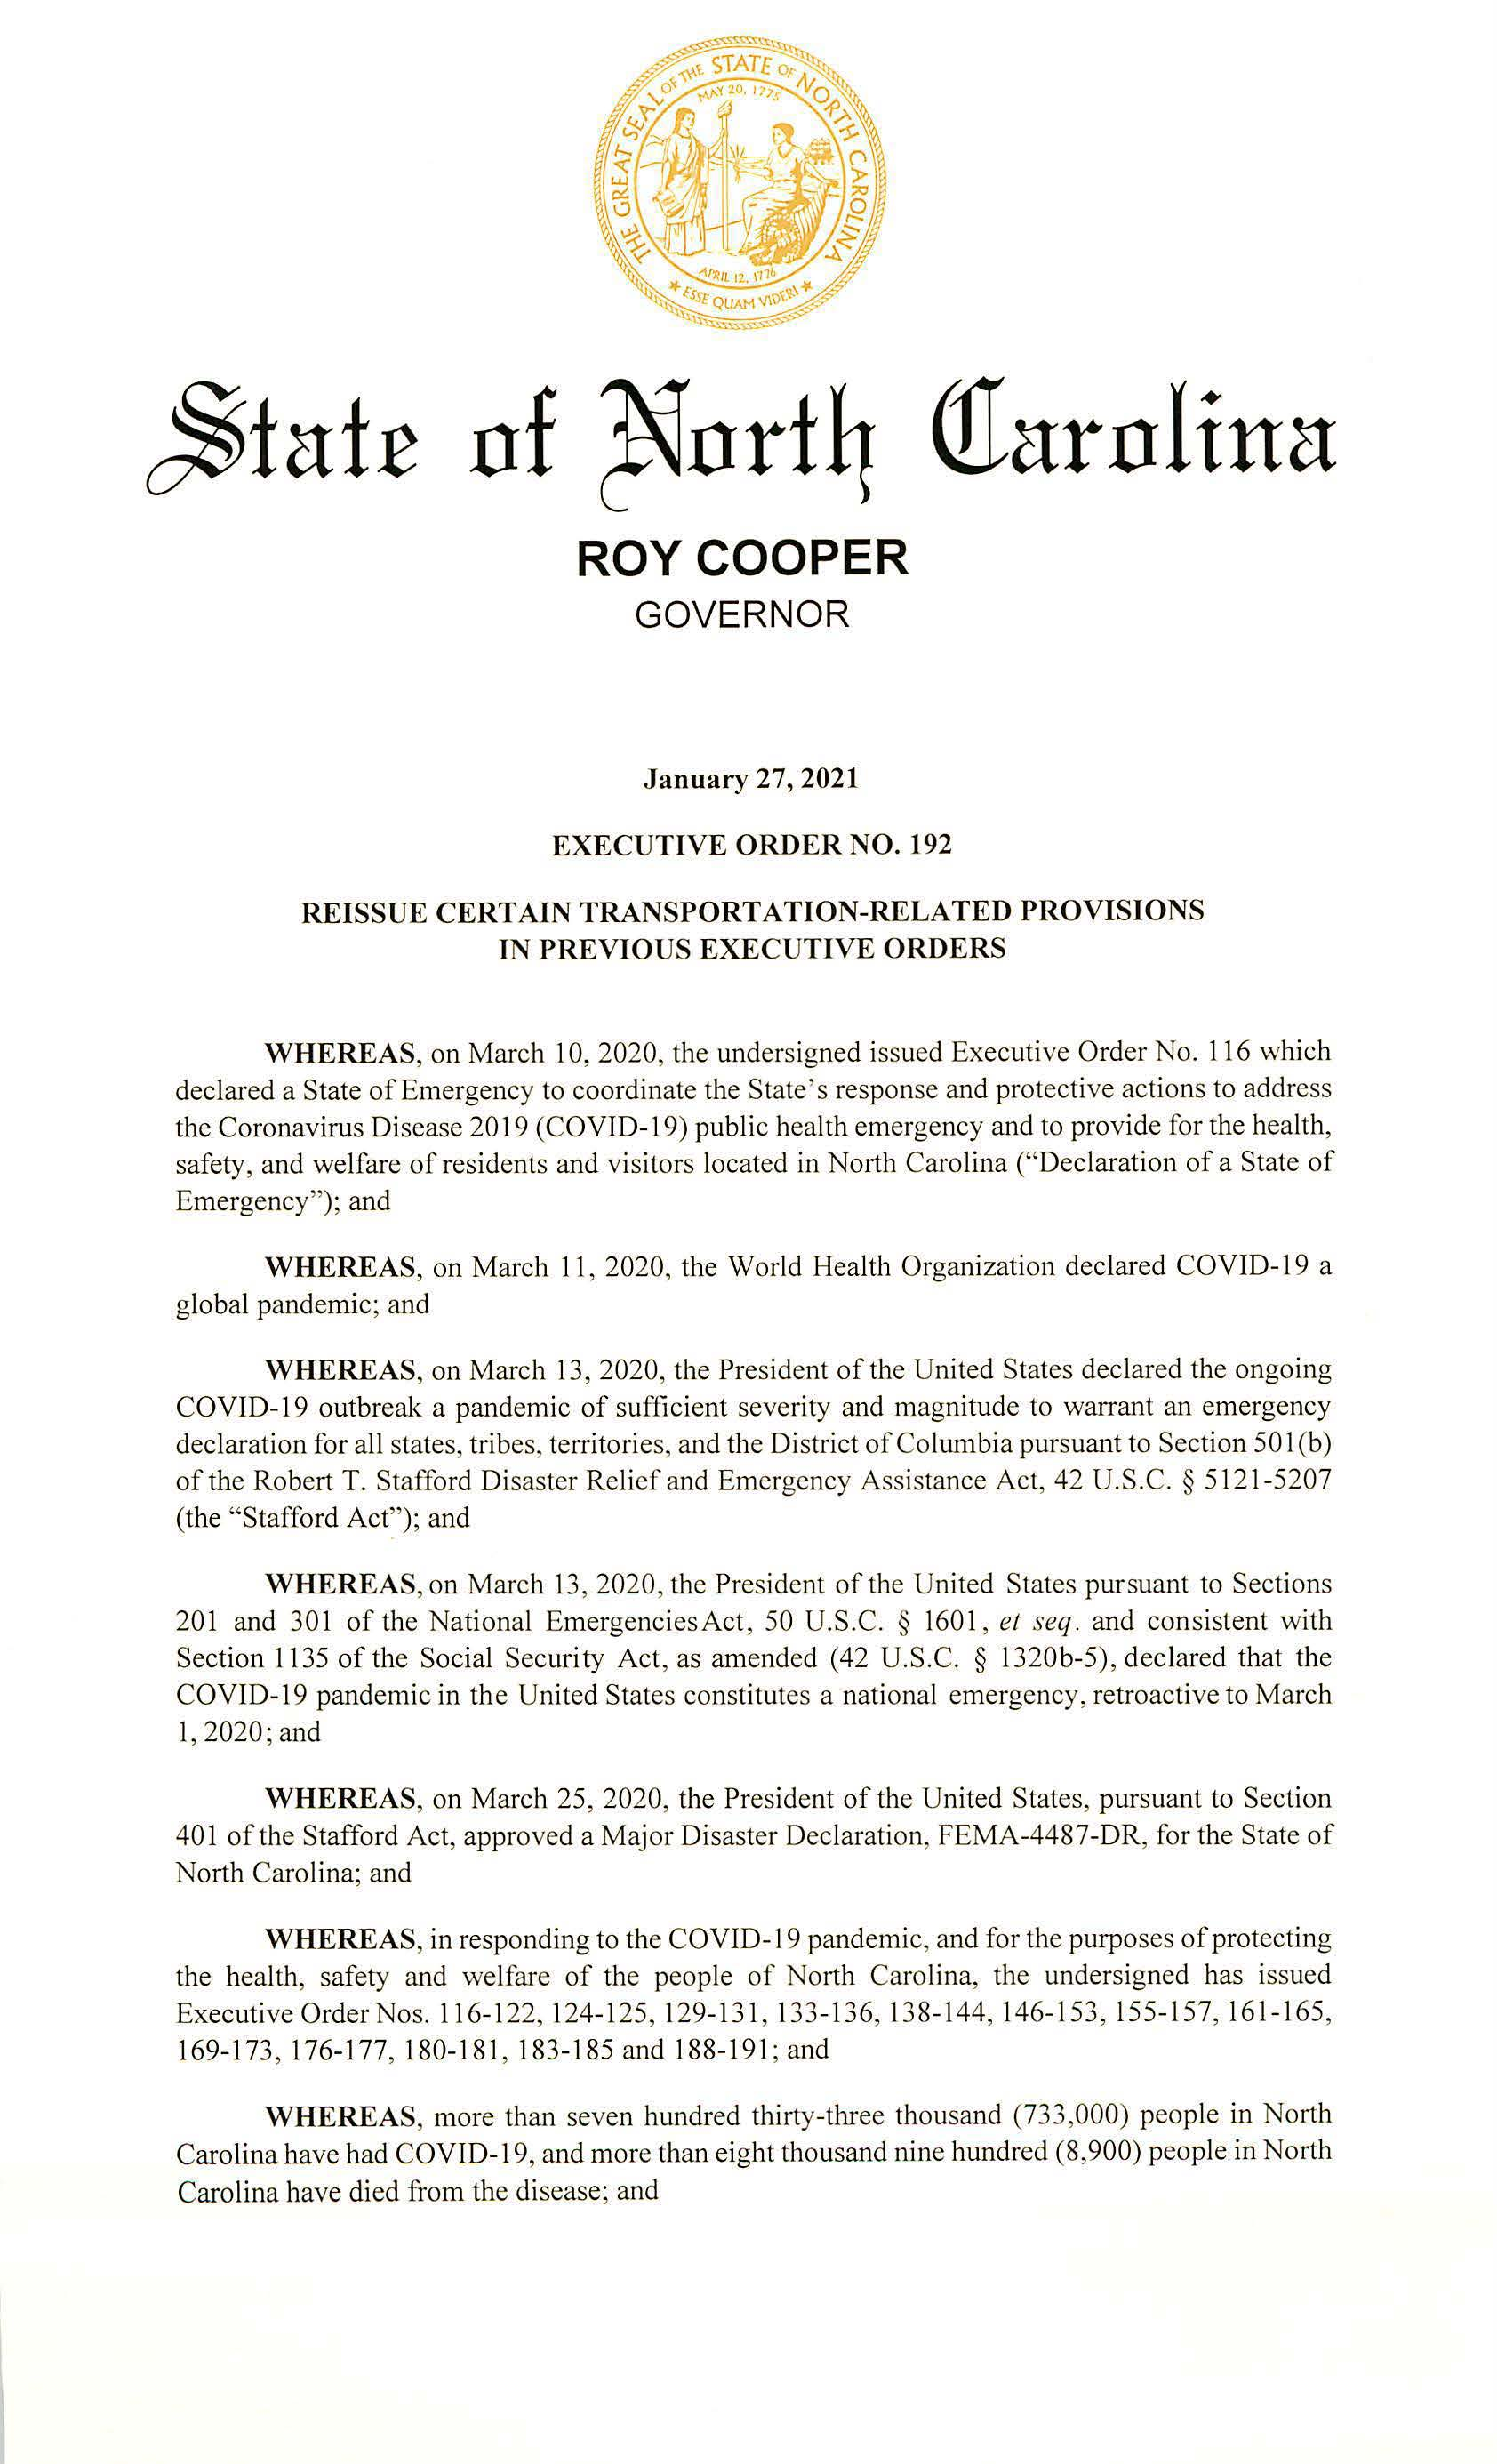 THE GREAT SEAL OF THE STATE OF NORTH CAROLINA
MAY 20, 1775
APRIL 12, 1776
★ ESSE QUAM VIDERI ★
State of North Carolina
ROY COOPER
GOVERNOR
January 27, 2021
EXECUTIVE ORDER NO. 192
REISSUE CERTAIN TRANSPORTATION-RELATED PROVISIONS
IN PREVIOUS EXECUTIVE ORDERS
WHEREAS, on March 10, 2020, the undersigned issued Executive Order No. 116 which
declared a State of Emergency to coordinate the State's response and protective actions to address
the Coronavirus Disease 2019 (COVID-19) public health emergency and to provide for the health,
safety, and welfare of residents and visitors located in North Carolina (“Declaration of a State of
Emergency”); and
WHEREAS, on March 11, 2020, the World Health Organization declared COVID-19 a
global pandemic; and
WHEREAS, on March 13, 2020, the President of the United States declared the ongoing
COVID-19 outbreak a pandemic of sufficient severity and magnitude to warrant an emergency
declaration for all states, tribes, territories, and the District of Columbia pursuant to Section 501(b)
of the Robert T. Stafford Disaster Relief and Emergency Assistance Act, 42 U.S.C. § 5121-5207
(the “Stafford Act”); and
WHEREAS, on March 13, 2020, the President of the United States pursuant to Sections
201 and 301 of the National Emergencies Act, 50 U.S.C. § 1601, et seq. and consistent with
Section 1135 of the Social Security Act, as amended (42 U.S.C. § 1320b-5), declared that the
COVID-19 pandemic in the United States constitutes a national emergency, retroactive to March
1, 2020; and
WHEREAS, on March 25, 2020, the President of the United States, pursuant to Section
401 of the Stafford Act, approved a Major Disaster Declaration, FEMA-4487-DR, for the State of
North Carolina; and
WHEREAS, in responding to the COVID-19 pandemic, and for the purposes of protecting
the health, safety and welfare of the people of North Carolina, the undersigned has issued
Executive Order Nos. 116-122, 124-125, 129-131, 133-136, 138-144, 146-153, 155-157, 161-165,
169-173, 176-177, 180-181, 183-185 and 188-191; and
WHEREAS, more than seven hundred thirty-three thousand (733,000) people in North
Carolina have had COVID-19, and more than eight thousand nine hundred (8,900) people in North
Carolina have died from the disease; and